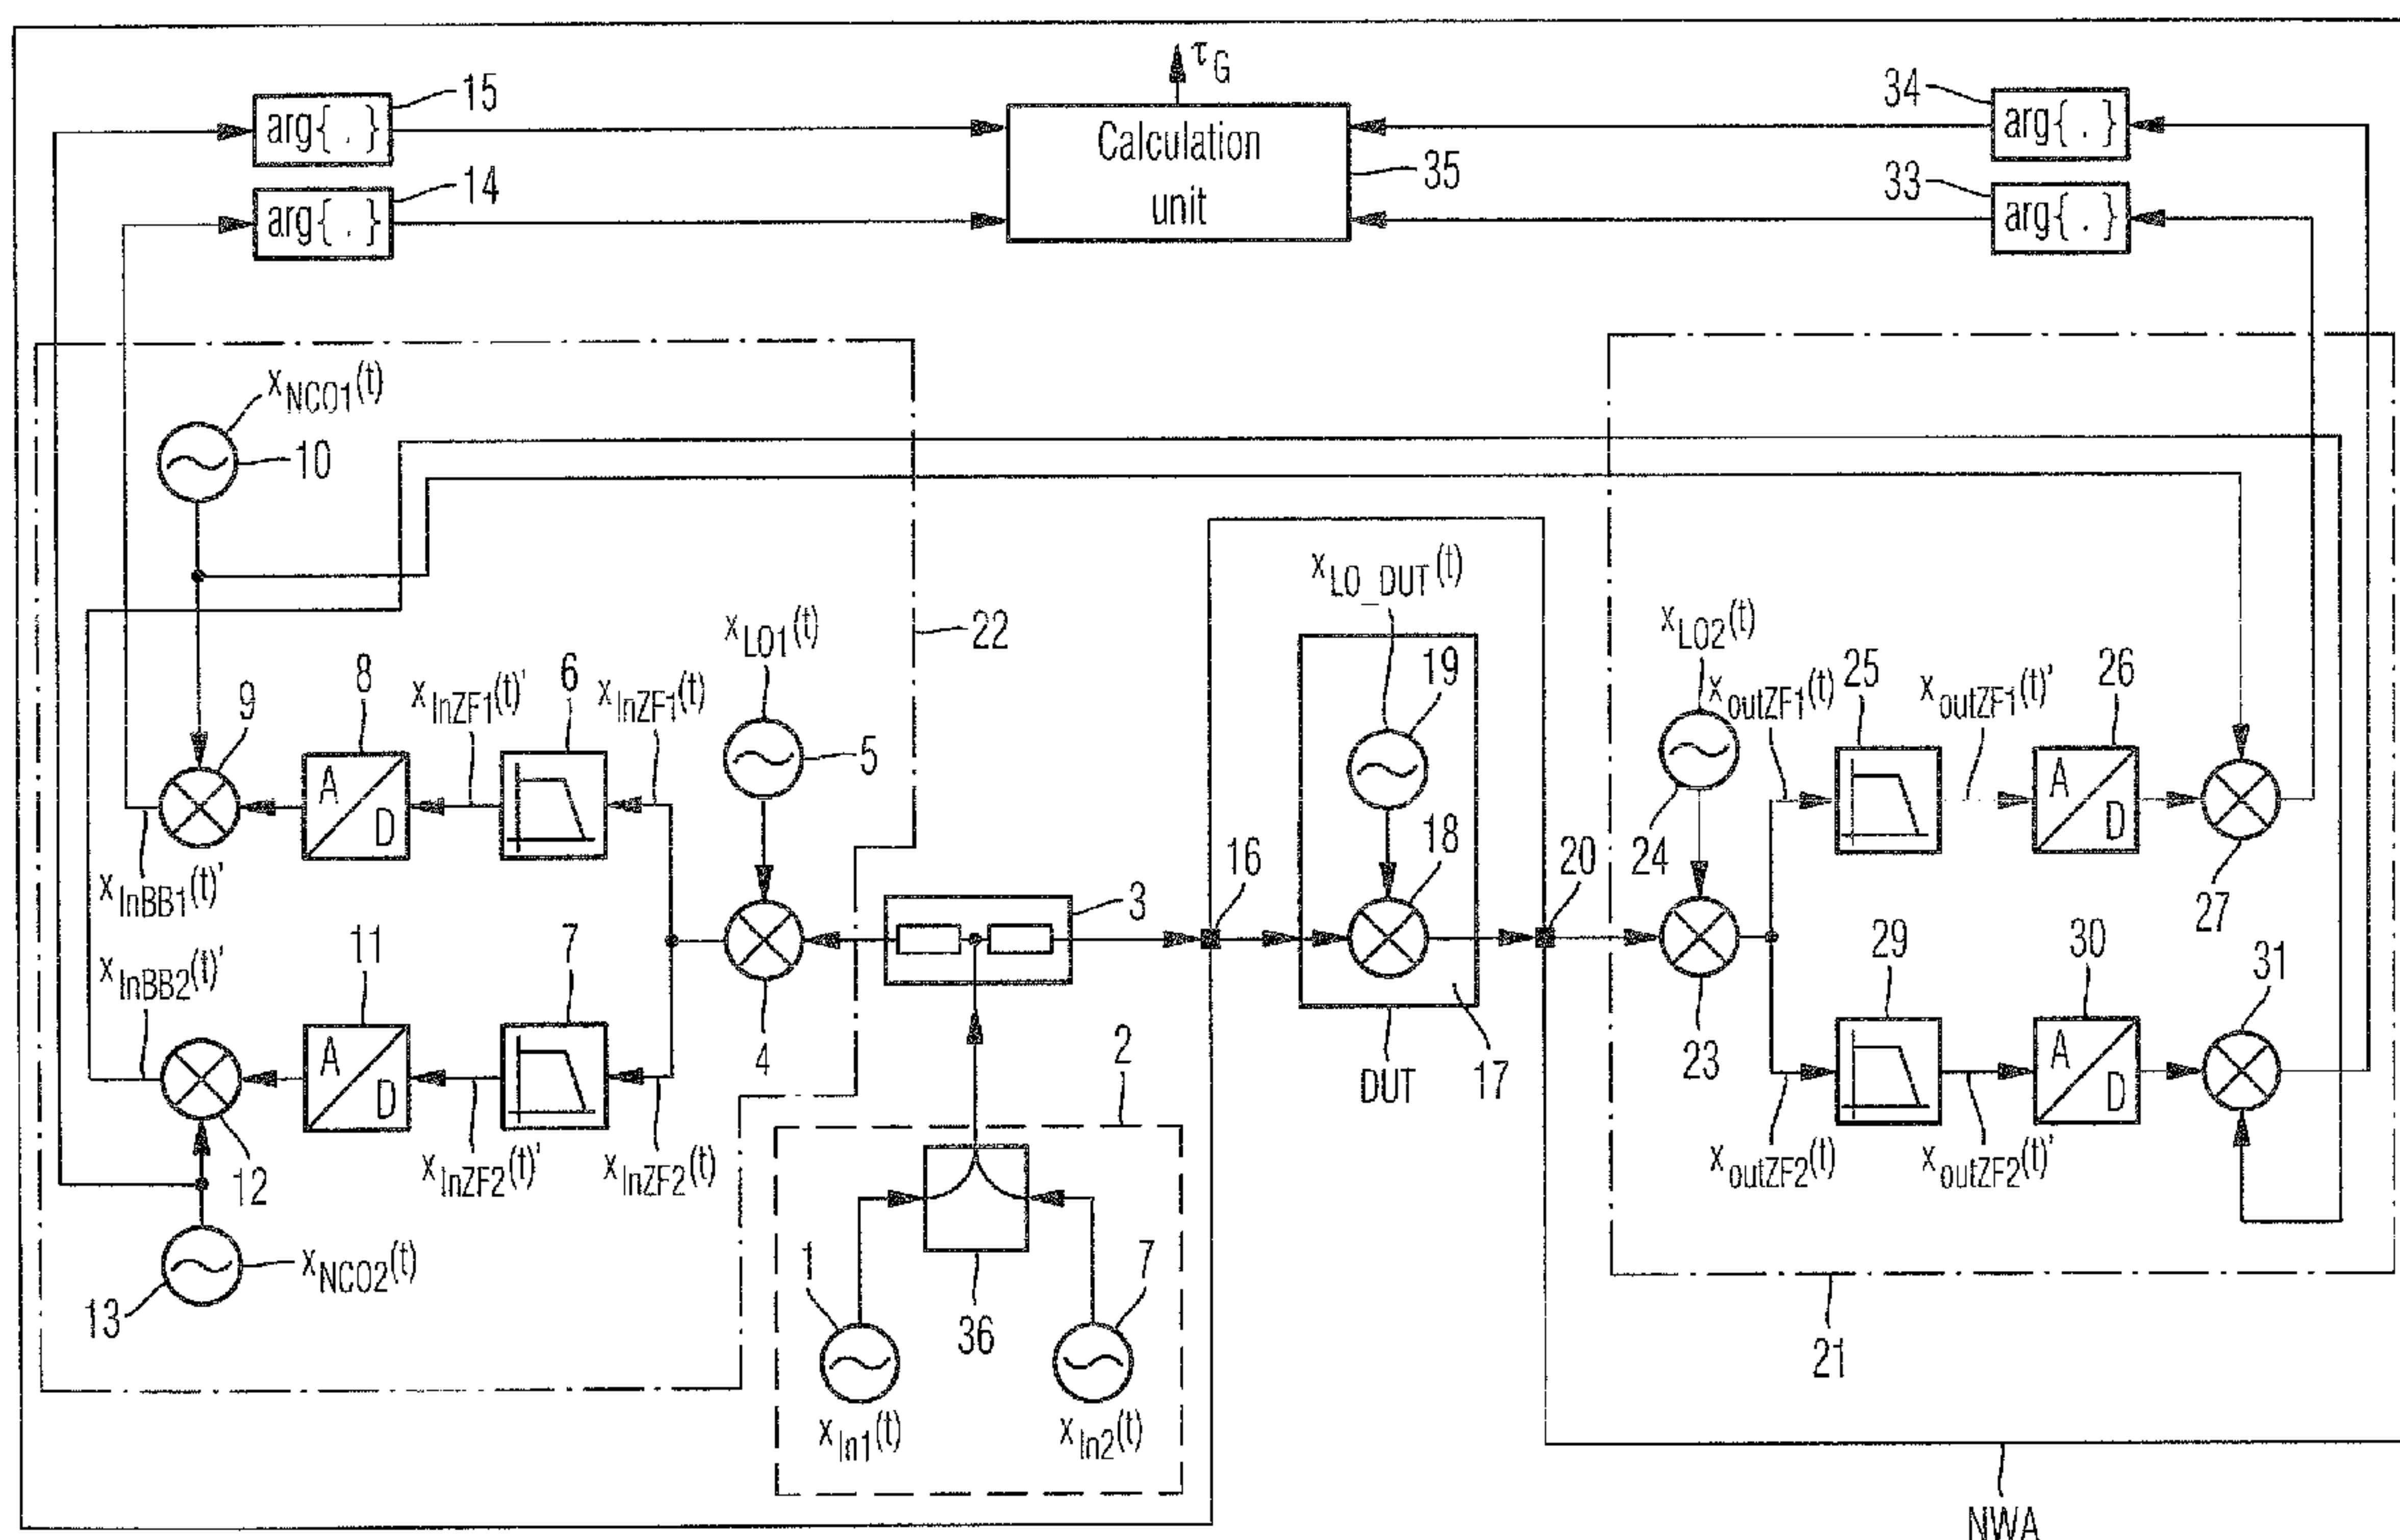 τG
15
arg{ . }
Calculation
unit
35
34
arg{ . }
14
arg{ . }
33
arg{ . }
xNCO1(t)
10
22
xLO_DUT(t)
19
xLO1(t)
5
xLO2(t)
24
9
8
A
D
xInZF1(t)'
6
xInZF1(t)
xoutZF1(t)
25
xoutZF1(t)'
26
A
D
27
xInBB1(t)'
3
16
18
20
4
17
DUT
23
xInBB2(t)'
11
A
D
7
29
30
A
D
31
12
xInZF2(t)'
xInZF2(t)
2
xoutZF2(t)
xoutZF2(t)'
13
xNCO2(t)
1
36
7
21
xIn1(t)
xIn2(t)
NWA